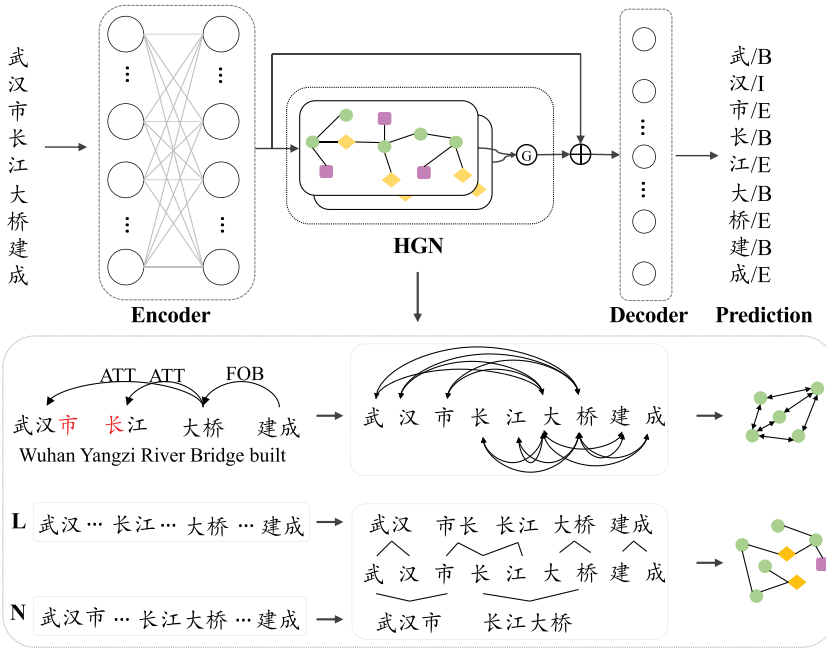 武
汉
市
长
江
大
桥
建
成
Encoder
G
HGN
Decoder
武/B
汉/I
市/E
长/B
江/E
大/B
桥/E
建/B
成/E
Prediction
ATT ATT FOB
武汉市 长江 大桥 建成
Wuhan Yangzi River Bridge built
武 汉 市 长 江 大 桥 建 成
L 武汉 ··· 长江 ··· 大桥 ··· 建成
武汉 市长 长江 大桥 建成
武 汉 市 长 江 大 桥 建 成
N 武汉市 ··· 长江大桥 ··· 建成
武汉市 长江大桥